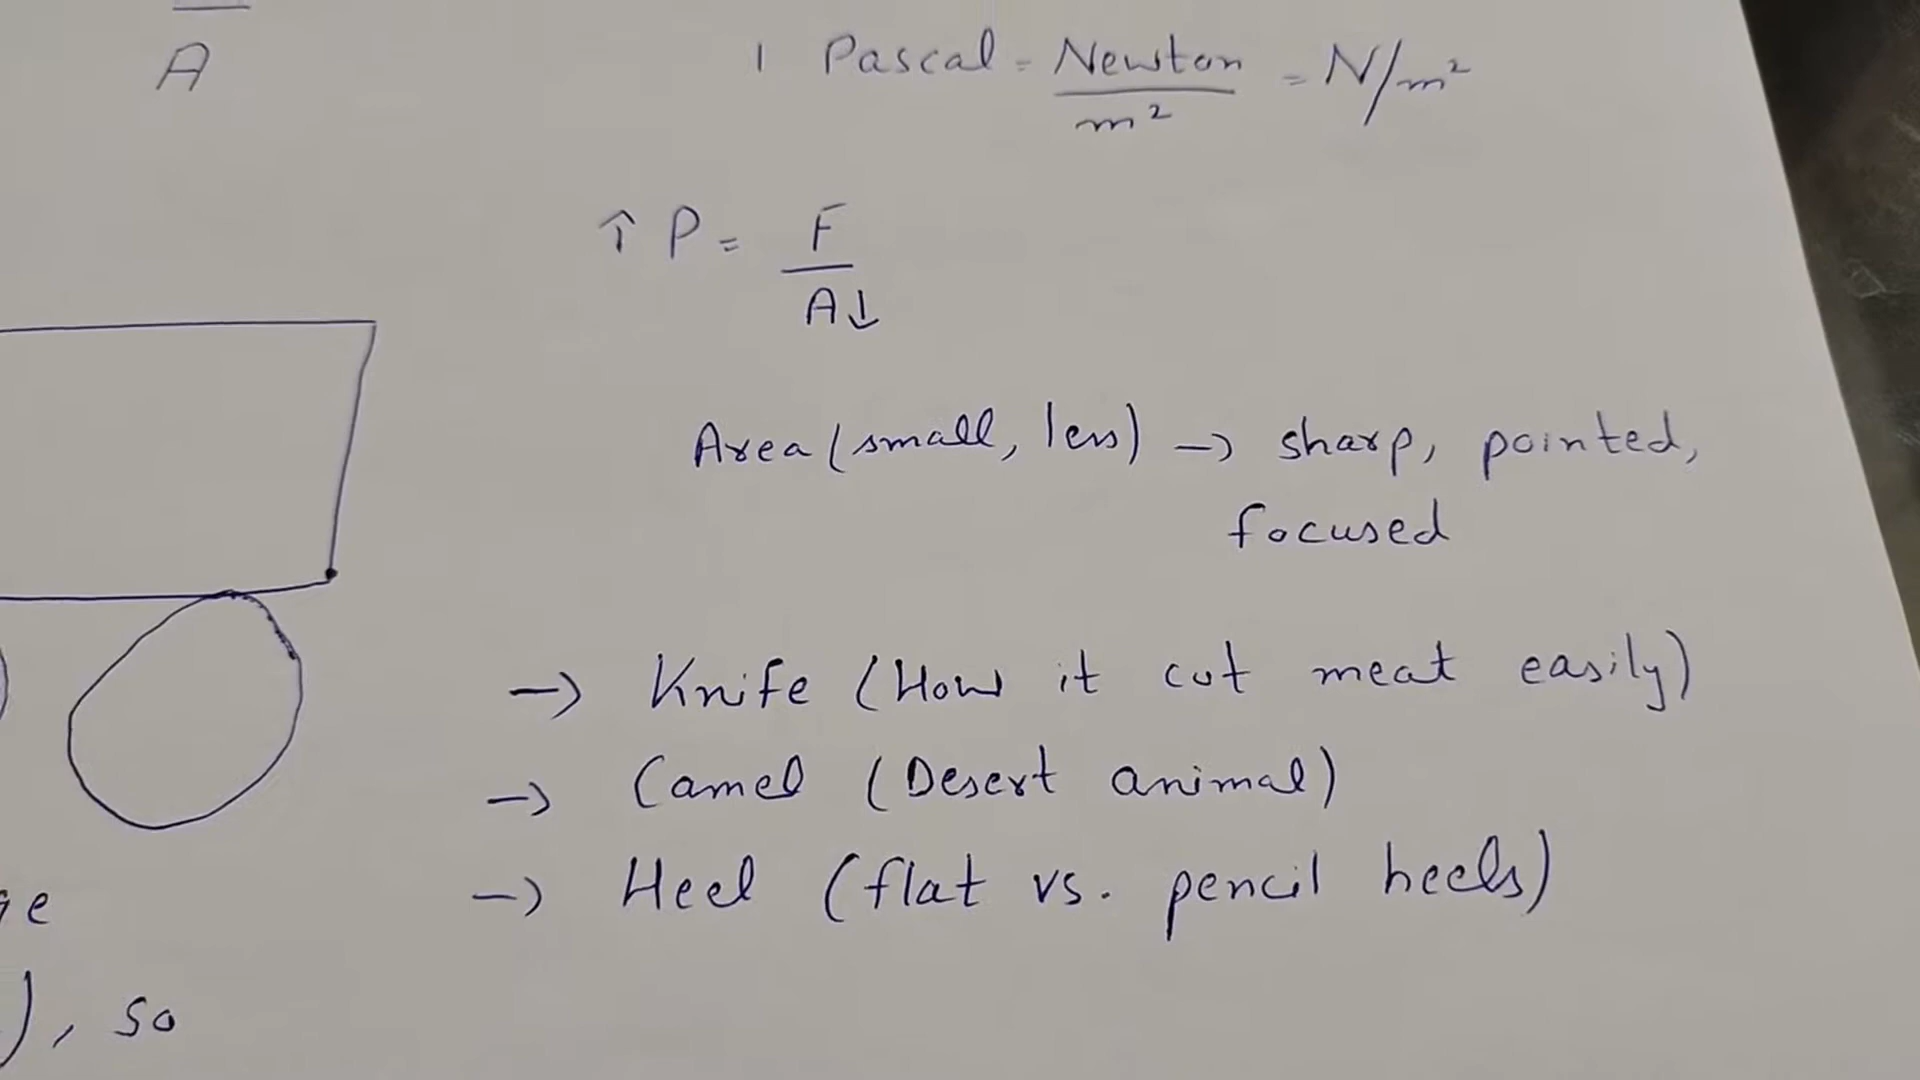 A
1 Pascal = Newton / m² = N/m²
↑ P = F / A↓
Area (small, less) → sharp, pointed,
focused
→ Knife (How it cut meat easily)
→ Camel (Desert animal)
→ Heel (flat vs. pencil heels)
), so